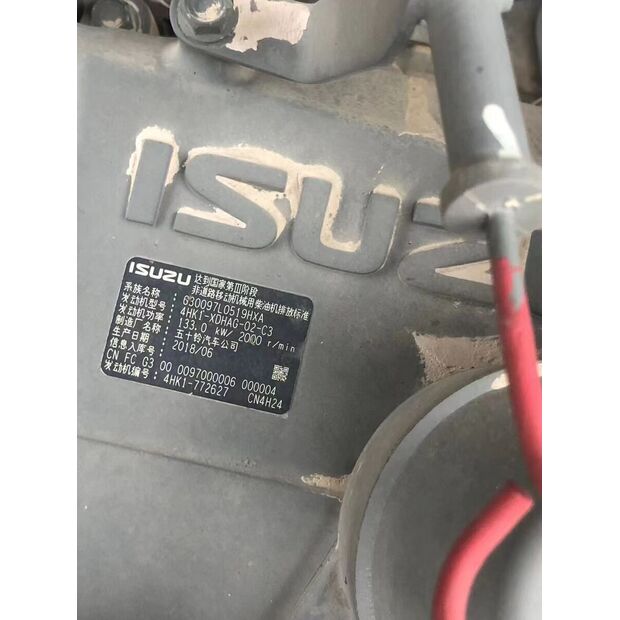 ISUZ
ISUZU 达到国家第Ⅲ阶段
非道路移动机械用柴油机排放标准
系族名称： G30097L0519HXA
发动机型号： 4HK1-XDHAG-02-C3
发动机功率： 133.0 kW/ 2000 r/min
制造厂名称： 五十铃汽车公司
生产日期： 2018/06
信息入库号：
CN FC G3 00 0097000006 000004
发动机编号： 4HK1-772627 CN4H24